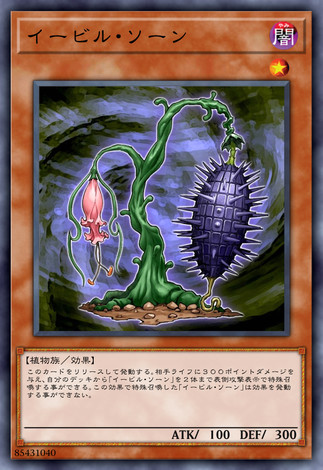 イービル・ソーン
やみ
闇
【植物族／効果】
このカードをリリースして発動する。相手ライフに３００ポイントダメージを
与え、自分のデッキから「イービル・ソーン」を２体まで表側攻撃表示で特殊召
喚する事ができる。この効果で特殊召喚した「イービル・ソーン」は効果を発動
する事ができない。
ATK/ 100 DEF/ 300
85431040